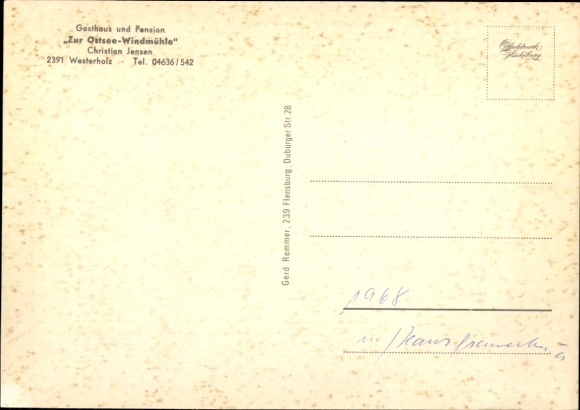 Gasthaus und Pension
„Zur Ostsee-Windmühle"
Christian Jensen
2391 Westerholz - Tel. 04636/542
Gerd Remmer, 239 Flensburg, Duburger Str. 28
1968